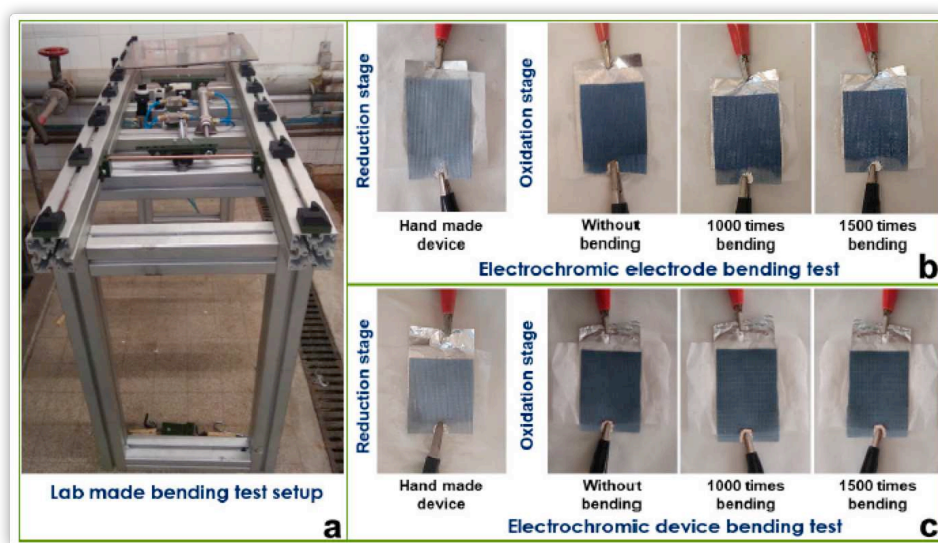 Lab made bending test setup
a
Reduction stage
Oxidation stage
Hand made
device
Without
bending
1000 times
bending
1500 times
bending
Electrochromic electrode bending test
b
Reduction stage
Oxidation stage
Hand made
device
Without
bending
1000 times
bending
1500 times
bending
Electrochromic device bending test
c